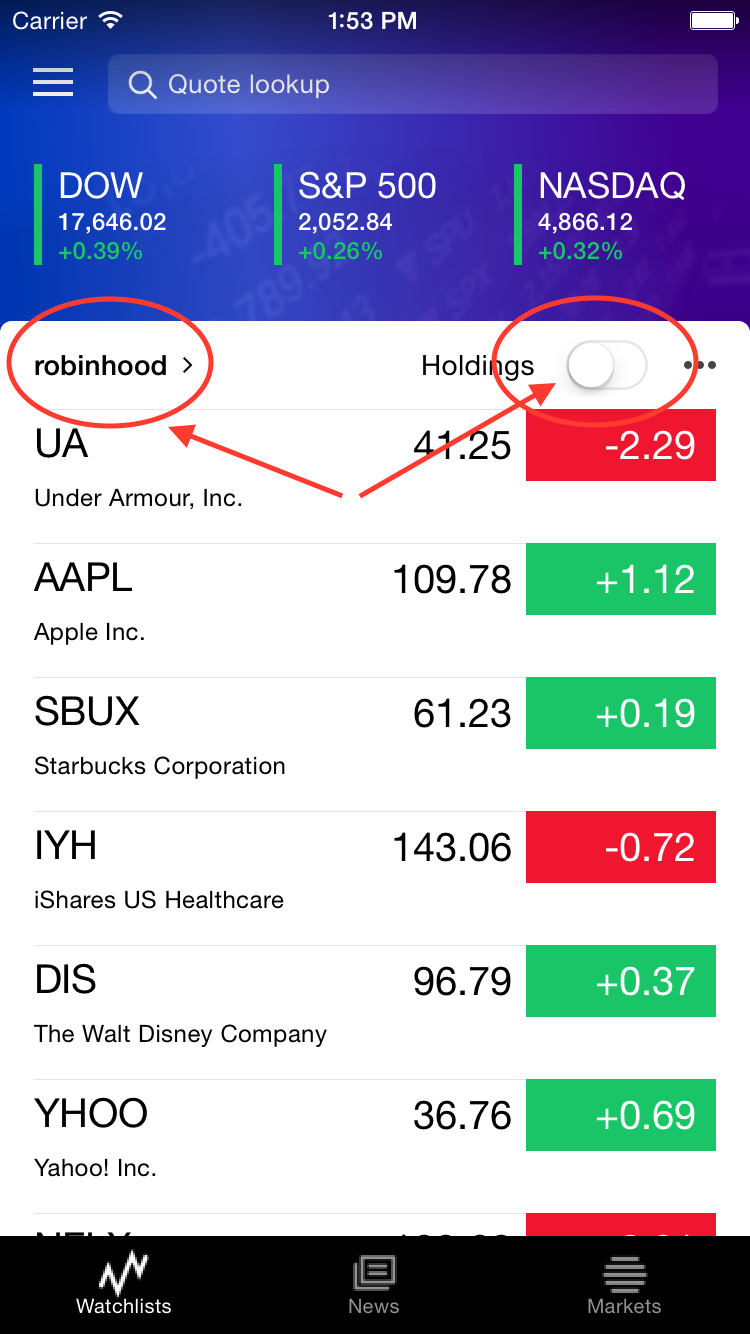 Carrier 1:53 PM
Quote lookup
DOW S&P 500 NASDAQ
17,646.02 2,052.84 4,866.12
+0.39% +0.26% +0.32%
robinhood > Holdings •••
UA 41.25 -2.29
Under Armour, Inc.
AAPL 109.78 +1.12
Apple Inc.
SBUX 61.23 +0.19
Starbucks Corporation
IYH 143.06 -0.72
iShares US Healthcare
DIS 96.79 +0.37
The Walt Disney Company
YHOO 36.76 +0.69
Yahoo! Inc.
Watchlists News Markets